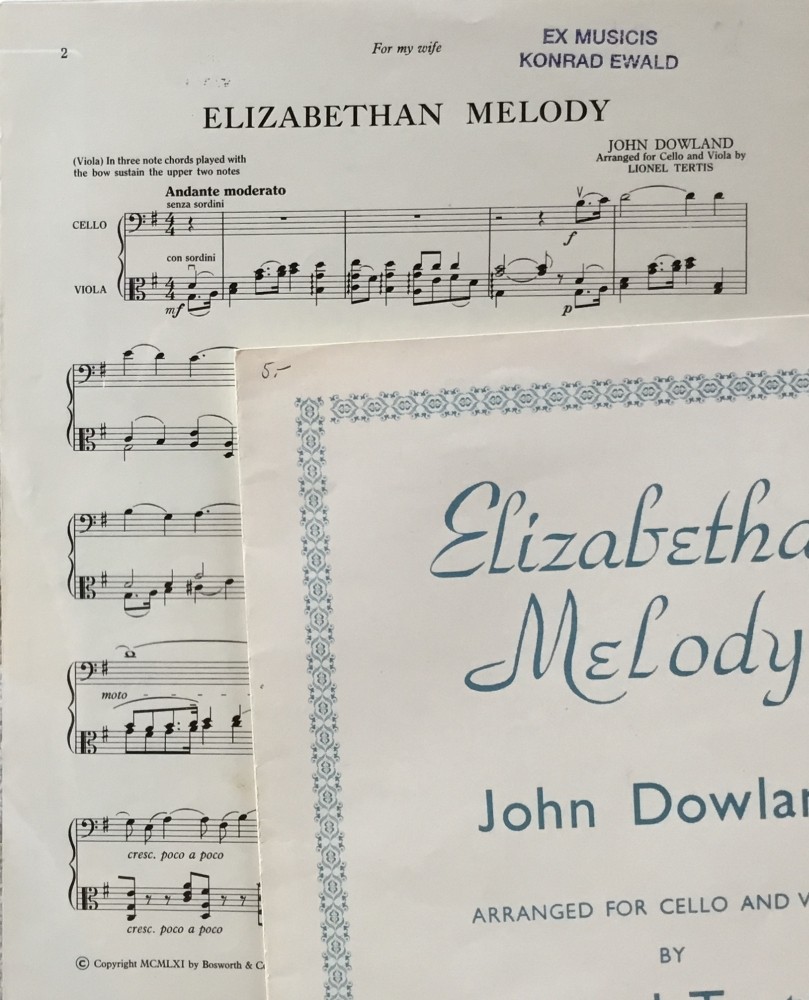 2
For my wife
EX MUSICIS
KONRAD EWALD
ELIZABETHAN MELODY
(Viola) In three note chords played with
the bow sustain the upper two notes
JOHN DOWLAND
Arranged for Cello and Viola by
LIONEL TERTIS
Andante moderato
senza sordini
CELLO
f
con sordini
VIOLA
mf
p
moto
cresc. poco a poco
cresc. poco a poco
© Copyright MCMLXI by Bosworth &
5.-
Elizabetha
Melody
John Dowla
ARRANGED FOR CELLO AND V
BY